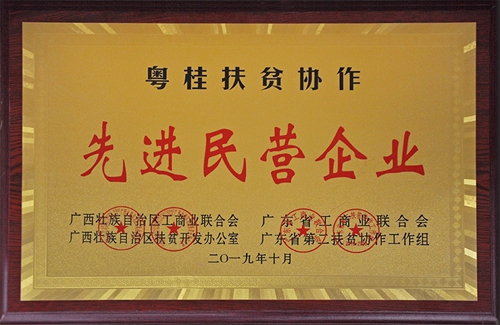 粤桂扶贫协作
先进民营企业
广西壮族自治区工商业联合会 广东省工商业联合会
广西壮族自治区扶贫开发办公室 广东省第二扶贫协作工作组
二〇一九年十月